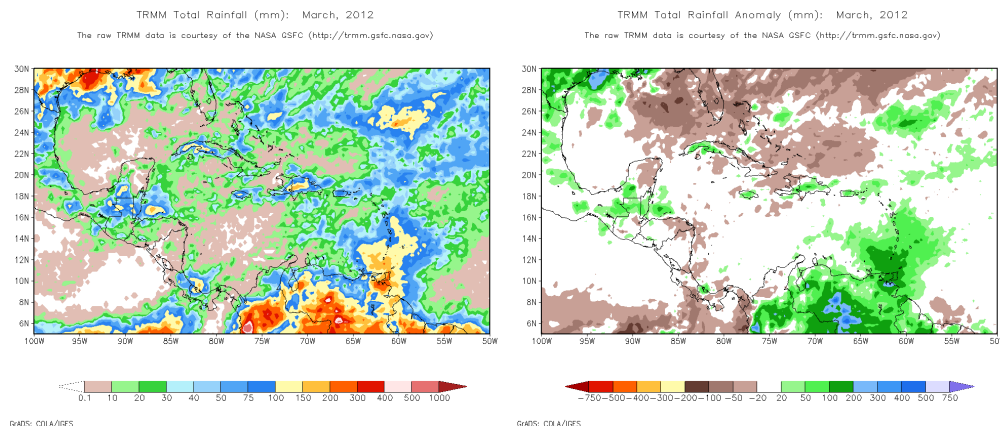 TRMM Total Rainfall (mm): March, 2012
The raw TRMM data is courtesy of the NASA GSFC (http://trmm.gsfc.nasa.gov)
30N
28N
26N
24N
22N
20N
18N
16N
14N
12N
10N
8N
6N
100W 95W 90W 85W 80W 75W 70W 65W 60W 55W 50W
0.1 10 20 30 40 50 75 100 150 200 300 400 500 1000
GrADS: COLA/IGES
TRMM Total Rainfall Anomaly (mm): March, 2012
The raw TRMM data is courtesy of the NASA GSFC (http://trmm.gsfc.nasa.gov)
30N
28N
26N
24N
22N
20N
18N
16N
14N
12N
10N
8N
6N
100W 95W 90W 85W 80W 75W 70W 65W 60W 55W 50
-750 -500 -400 -300 -200 -100 -50 -20 20 50 100 200 300 400 500 750
GrADS: COLA/IGES